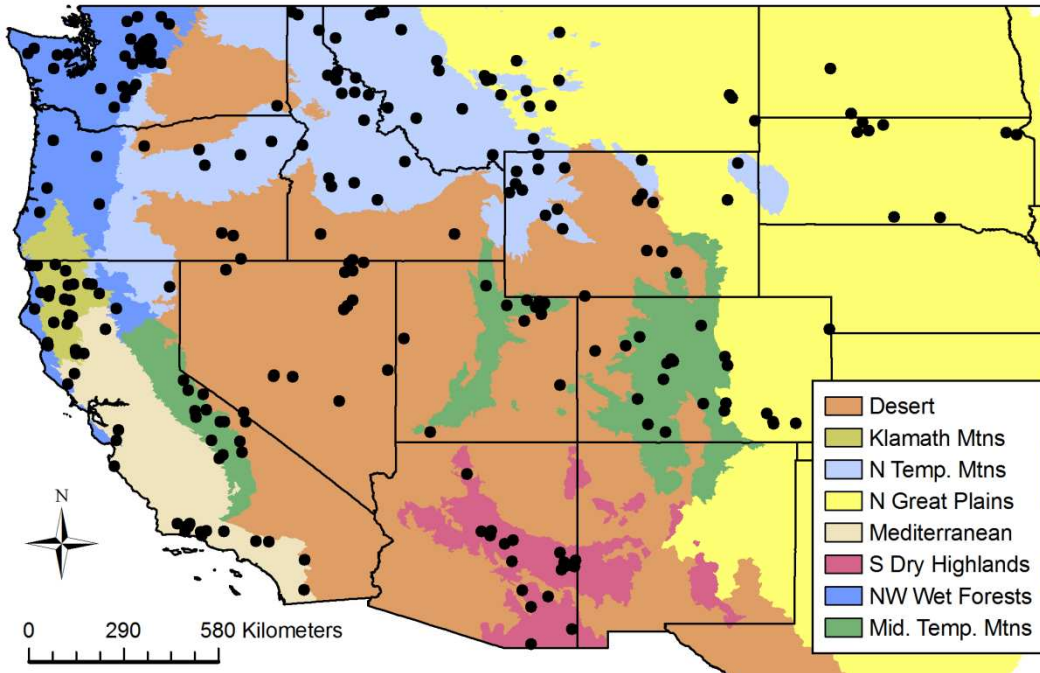 Desert
Klamath Mtns
N Temp. Mtns
N Great Plains
Mediterranean
S Dry Highlands
NW Wet Forests
Mid. Temp. Mtns
N
0 290 580 Kilometers